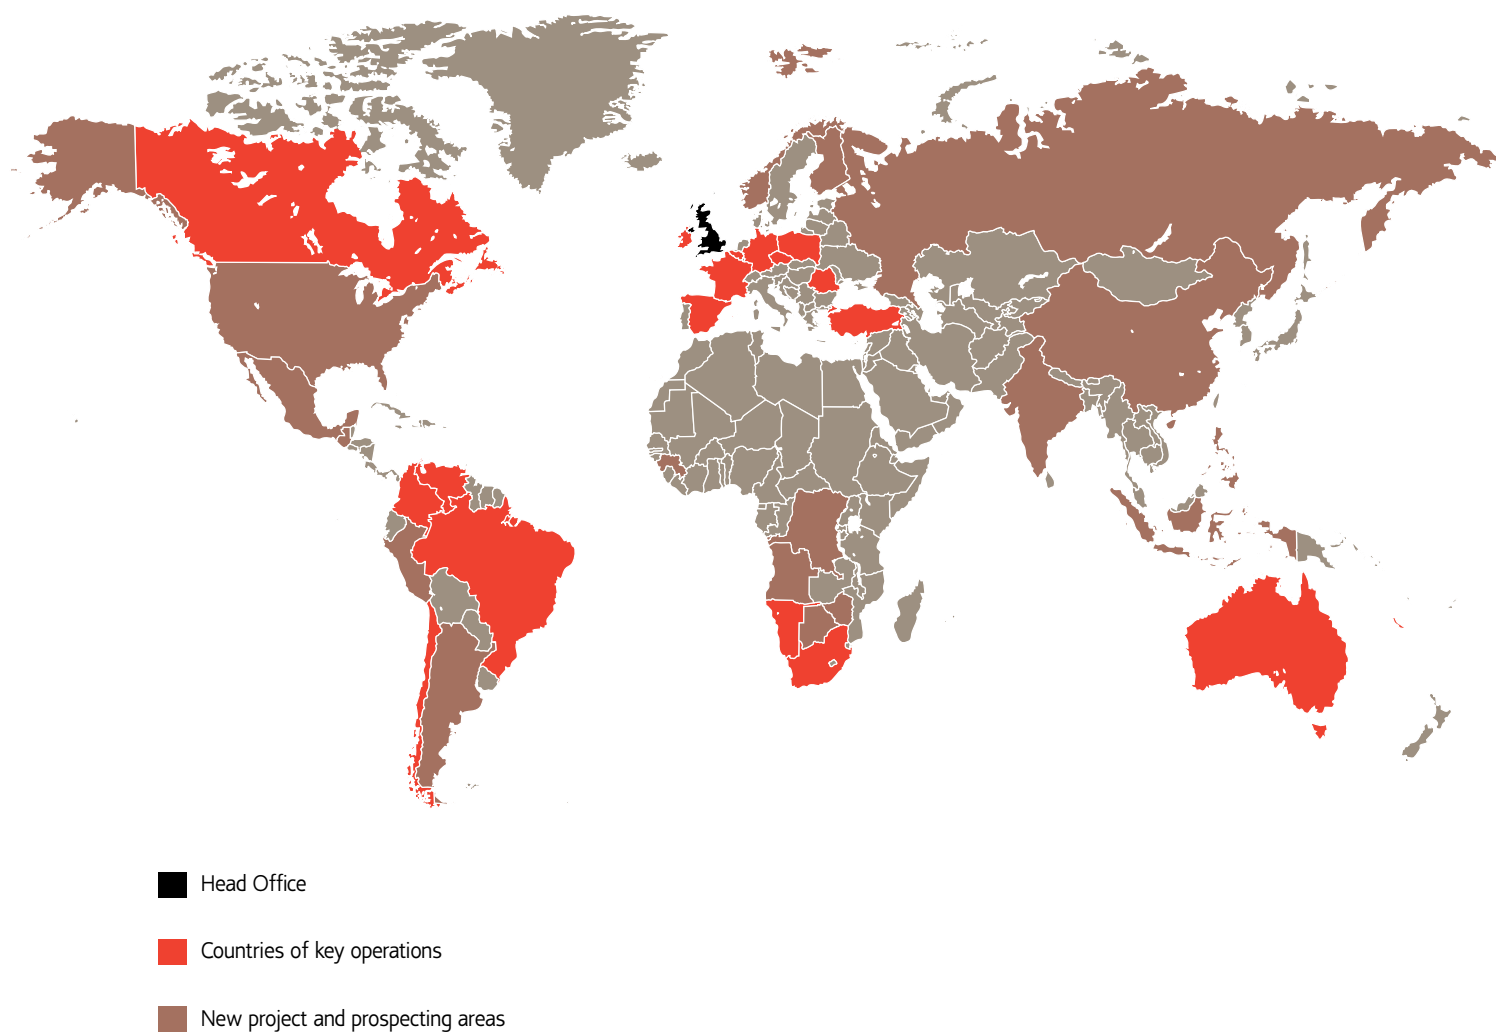 Head Office
Countries of key operations
New project and prospecting areas